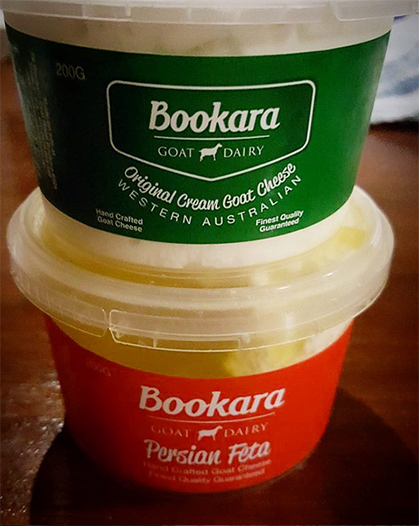 200G
Bookara
GOAT DAIRY
Original Cream Goat Cheese
WESTERN AUSTRALIAN
Hand Crafted
Goat Cheese
Finest Quality
Guaranteed
200G
Bookara
GOAT DAIRY
Persian Feta
Hand Crafted Goat Cheese
Finest Quality Guaranteed